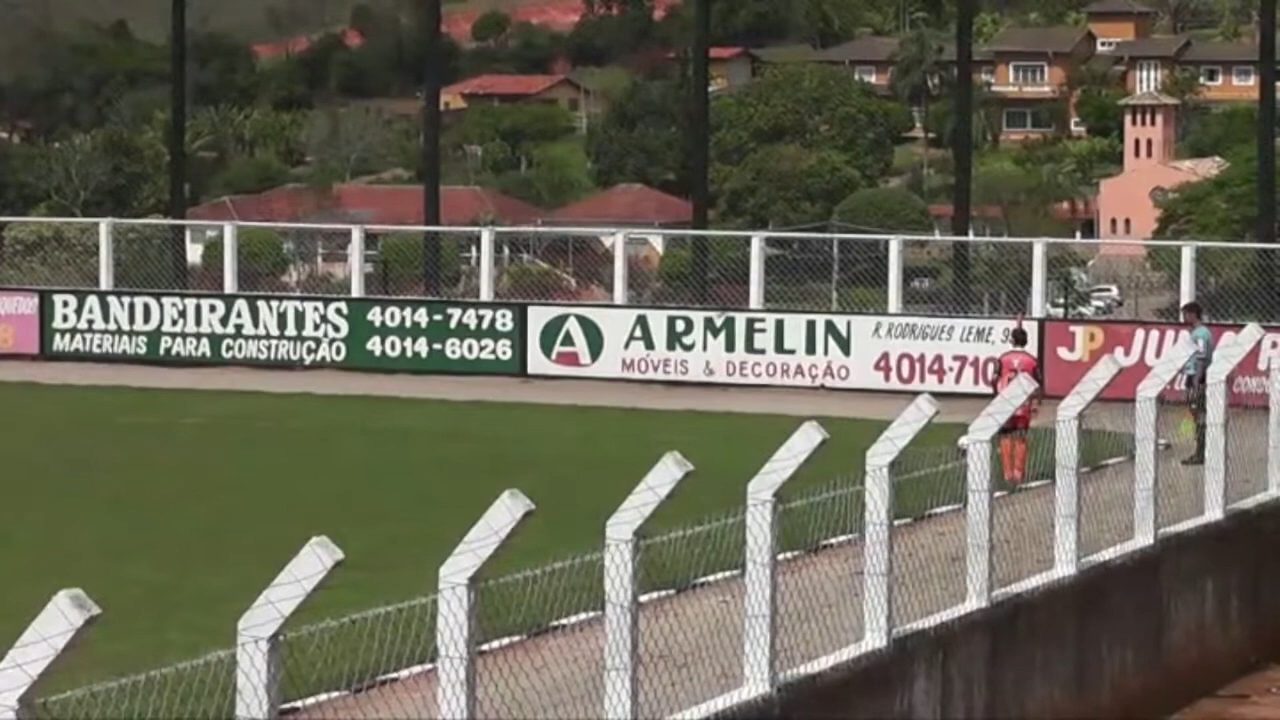 BANDEIRANTES
MATERIAIS PARA CONSTRUÇÃO
4014-7478
4014-6026
A ARMELIN
MÓVEIS & DECORAÇÃO
R. RODRIGUES LEME,
4014-710
JP